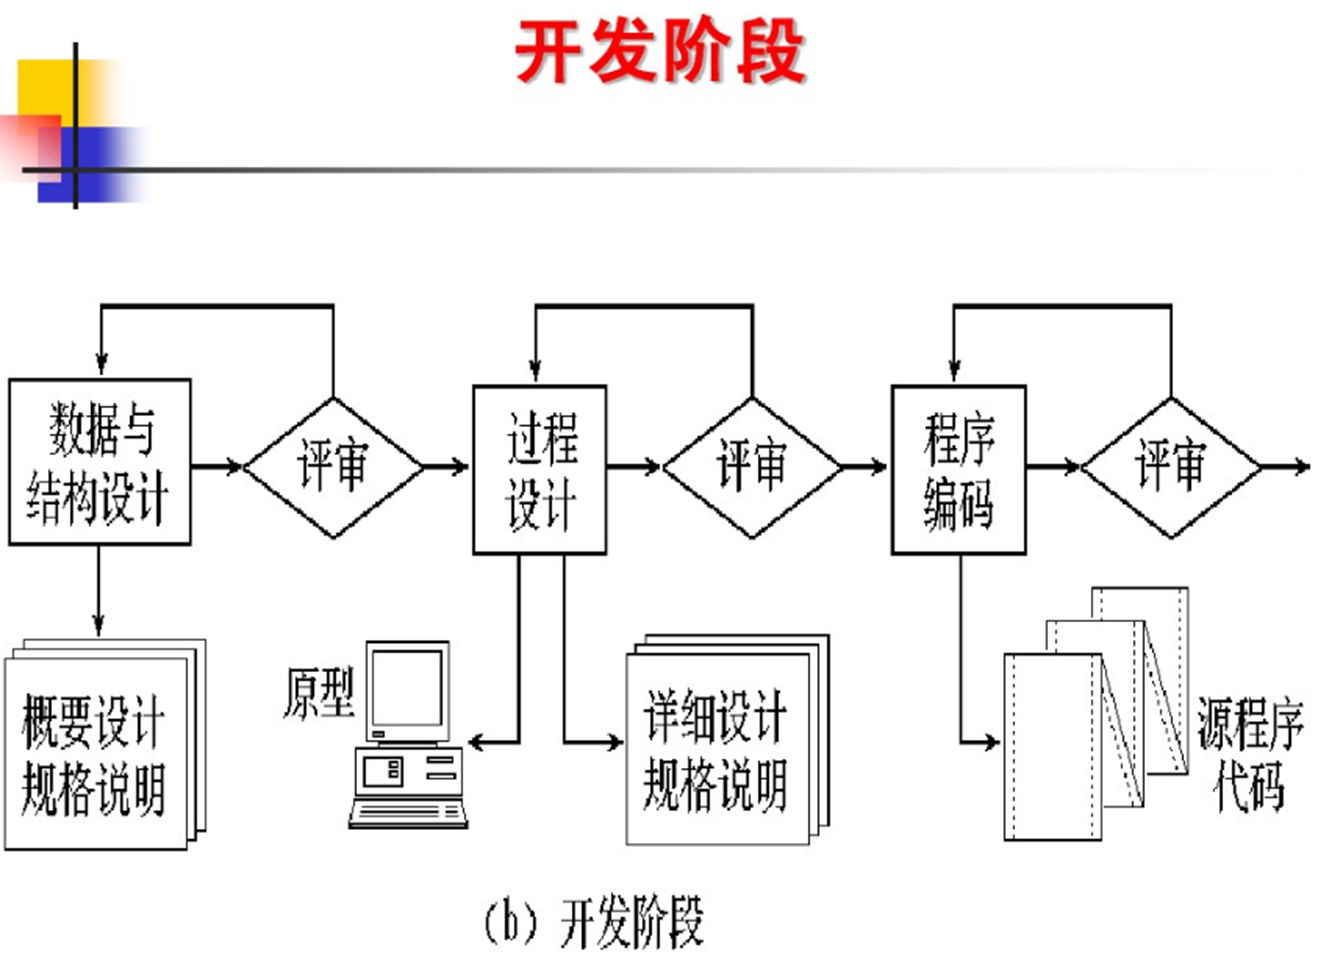 开发阶段
数据与
结构设计
评审
过程
设计
评审
程序
编码
评审
概要设计
规格说明
原型
详细设计
规格说明
源程序
代码
（b）开发阶段